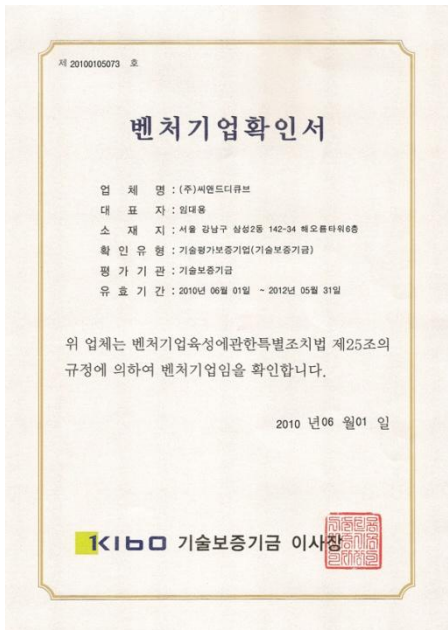 제 20100105073 호
벤처기업확인서
업 체 명 : (주)씨앤드디큐브
대 표 자 : 임대용
소 재 지 : 서울 강남구 삼성2동 142-34 해오름타워6층
확 인 유 형 : 기술평가보증기업(기술보증기금)
평 가 기 관 : 기술보증기금
유 효 기 간 : 2010년 06월 01일 ~ 2012년 05월 31일
위 업체는 벤처기업육성에관한특별조치법 제25조의
규정에 의하여 벤처기업임을 확인합니다.
2010 년06 월01 일
KIBO 기술보증기금 이사장